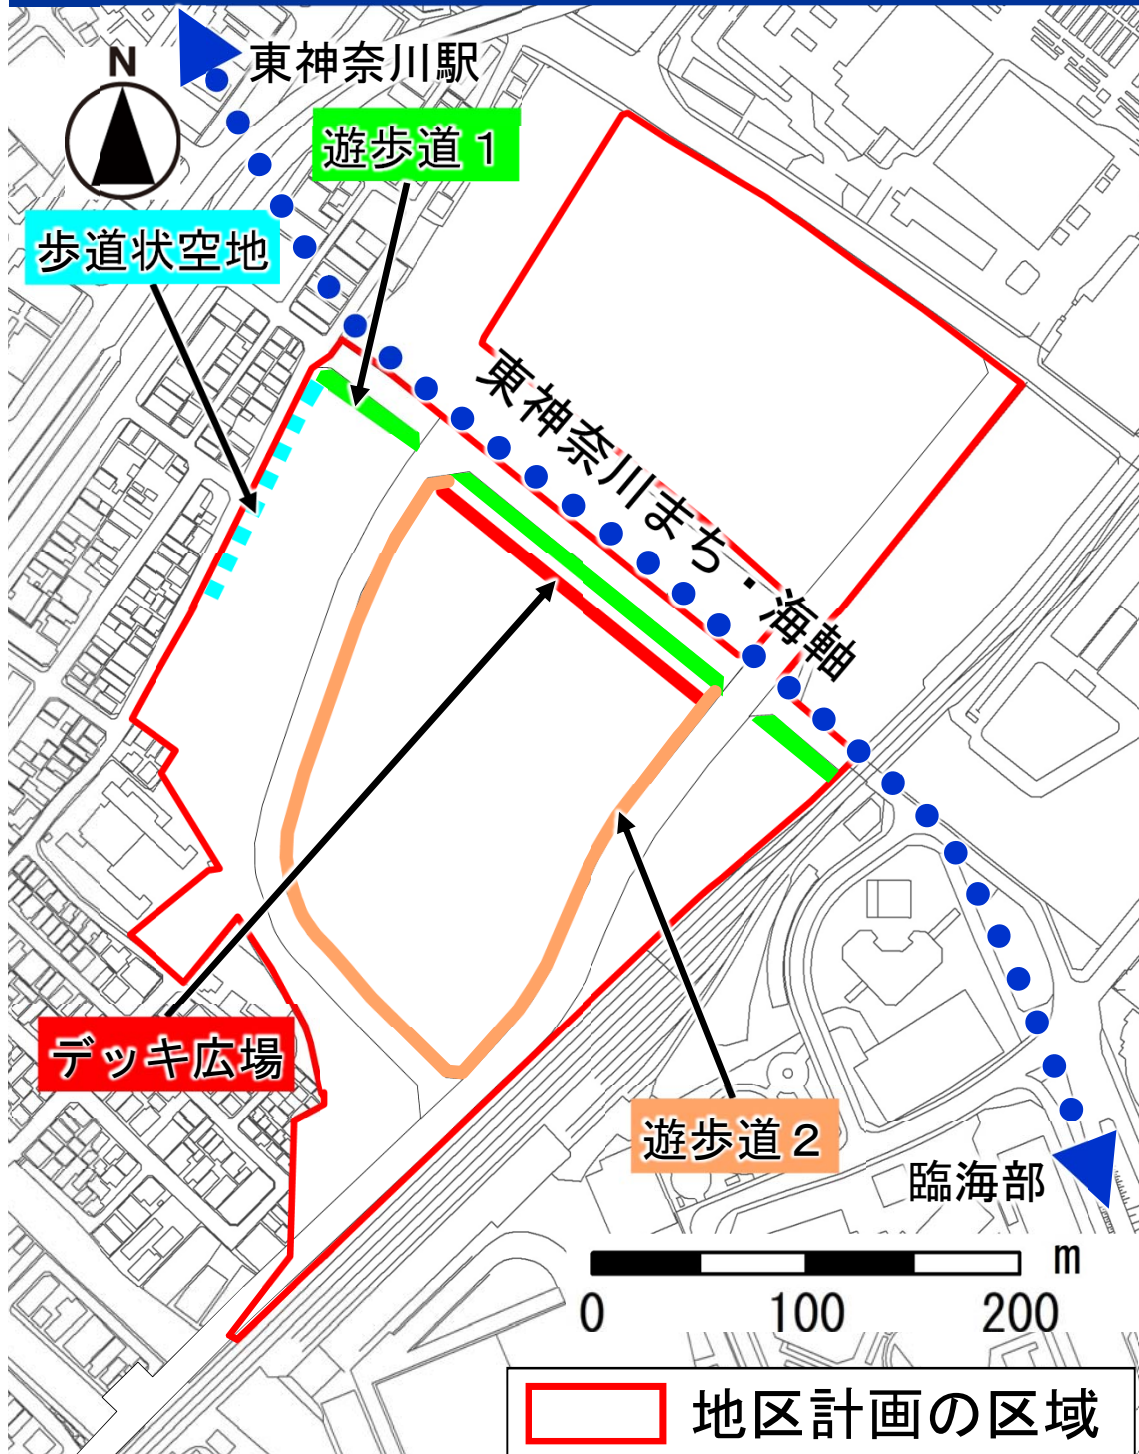 東神奈川駅
N
遊歩道1
歩道状空地
東神奈川まち・海軸
デッキ広場
遊歩道2
臨海部
m
0 100 200
地区計画の区域